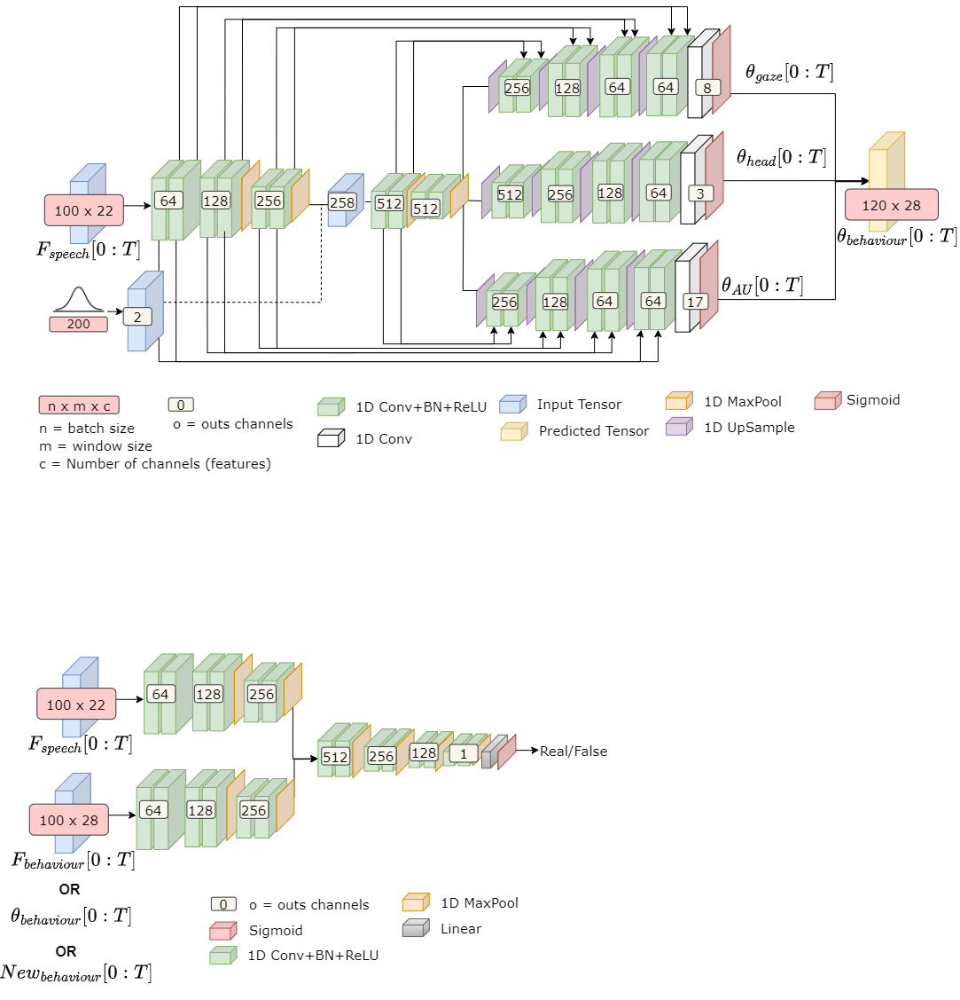 256
128
64
64
8
θ_gaze[0 : T]
64
128
256
258
512
512
512
256
128
64
3
θ_head[0 : T]
100 x 22
F_speech[0 : T]
120 x 28
θ_behaviour[0 : T]
200
2
256
128
64
64
17
θ_AU[0 : T]
n x m x c
n = batch size
m = window size
c = Number of channels (features)
0
o = outs channels
1D Conv+BN+ReLU
1D Conv
Input Tensor
Predicted Tensor
1D MaxPool
1D UpSample
Sigmoid
100 x 22
F_speech[0 : T]
64
128
256
512
256
128
1
Real/False
100 x 28
64
128
256
F_behaviour[0 : T]
OR
θ_behaviour[0 : T]
OR
New_behaviour[0 : T]
0
o = outs channels
Sigmoid
1D Conv+BN+ReLU
1D MaxPool
Linear